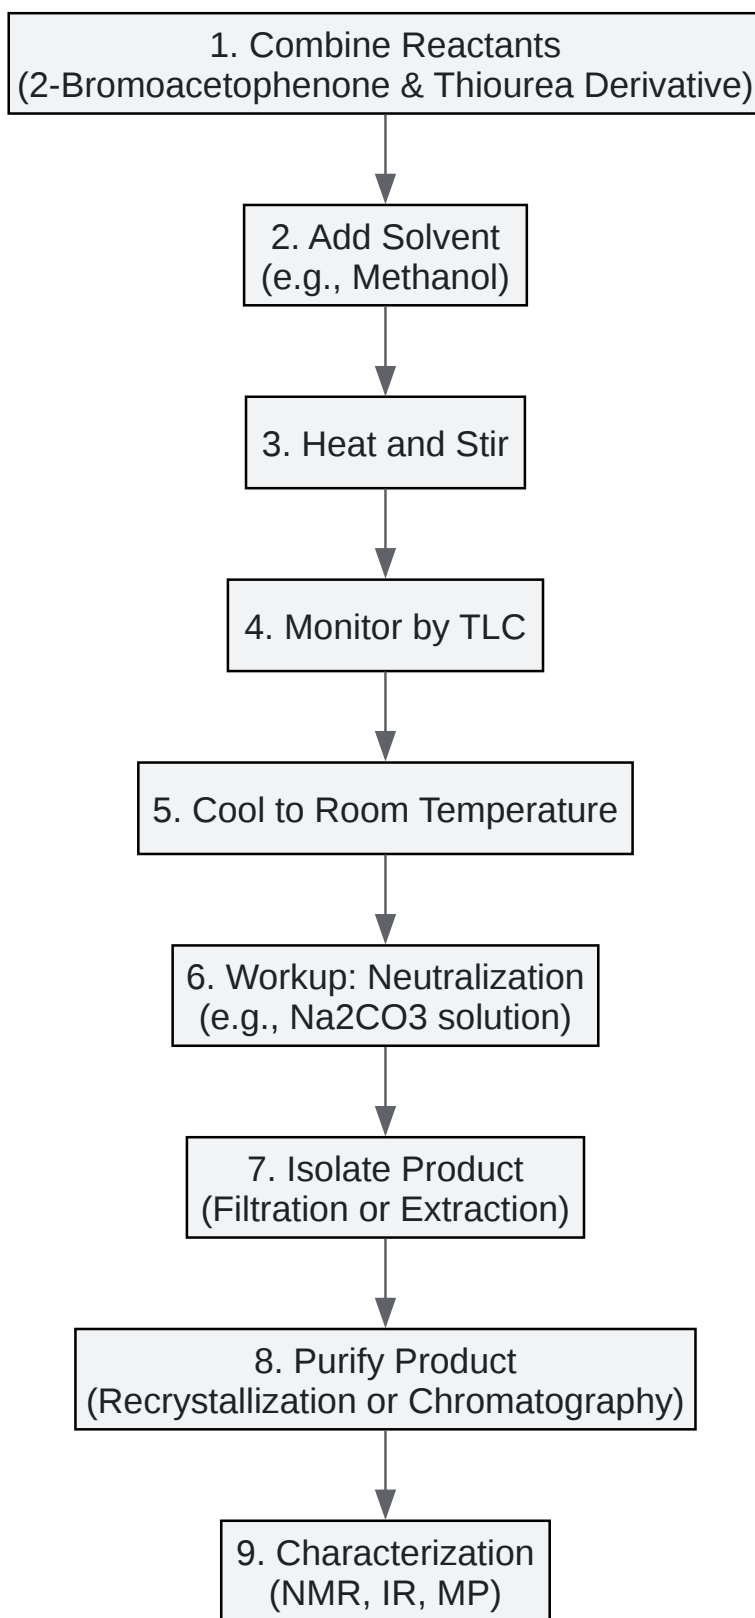 1. Combine Reactants
(2-Bromoacetophenone & Thiourea Derivative)
2. Add Solvent
(e.g., Methanol)
3. Heat and Stir
4. Monitor by TLC
5. Cool to Room Temperature
6. Workup: Neutralization
(e.g., Na2CO3 solution)
7. Isolate Product
(Filtration or Extraction)
8. Purify Product
(Recrystallization or Chromatography)
9. Characterization
(NMR, IR, MP)